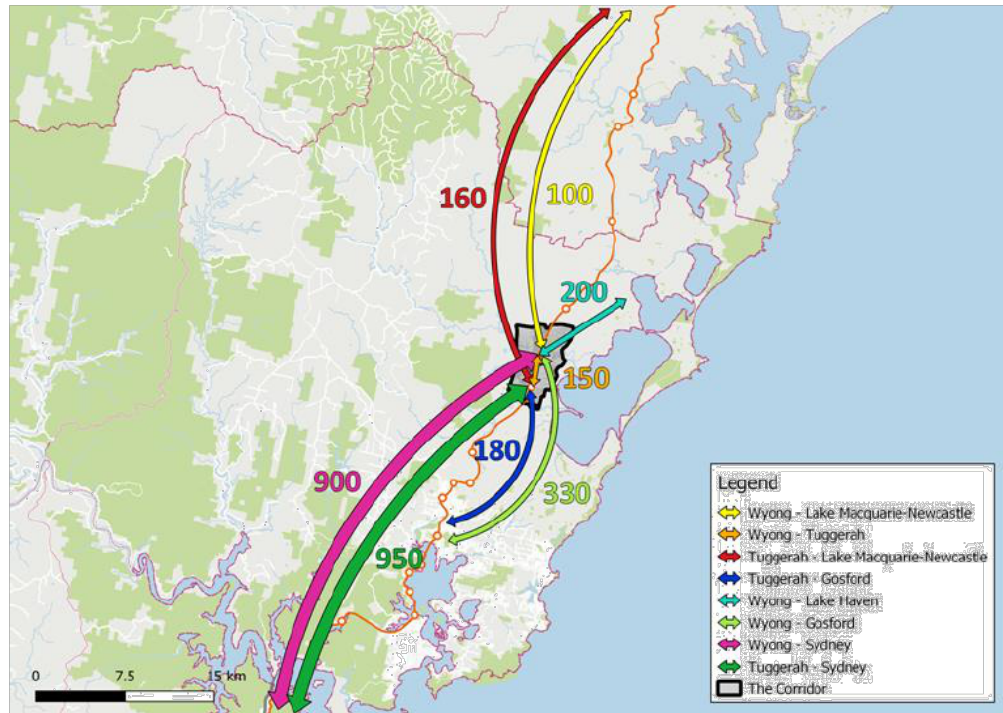 160
100
200
150
180
900
330
950
Legend
Wyong - Lake Macquarie-Newcastle
Wyong - Tuggerah
Tuggerah - Lake Macquarie-Newcastle
Tuggerah - Gosford
Wyong - Lake Haven
Wyong - Gosford
Wyong - Sydney
Tuggerah - Sydney
The Corridor
0 7.5 15 km